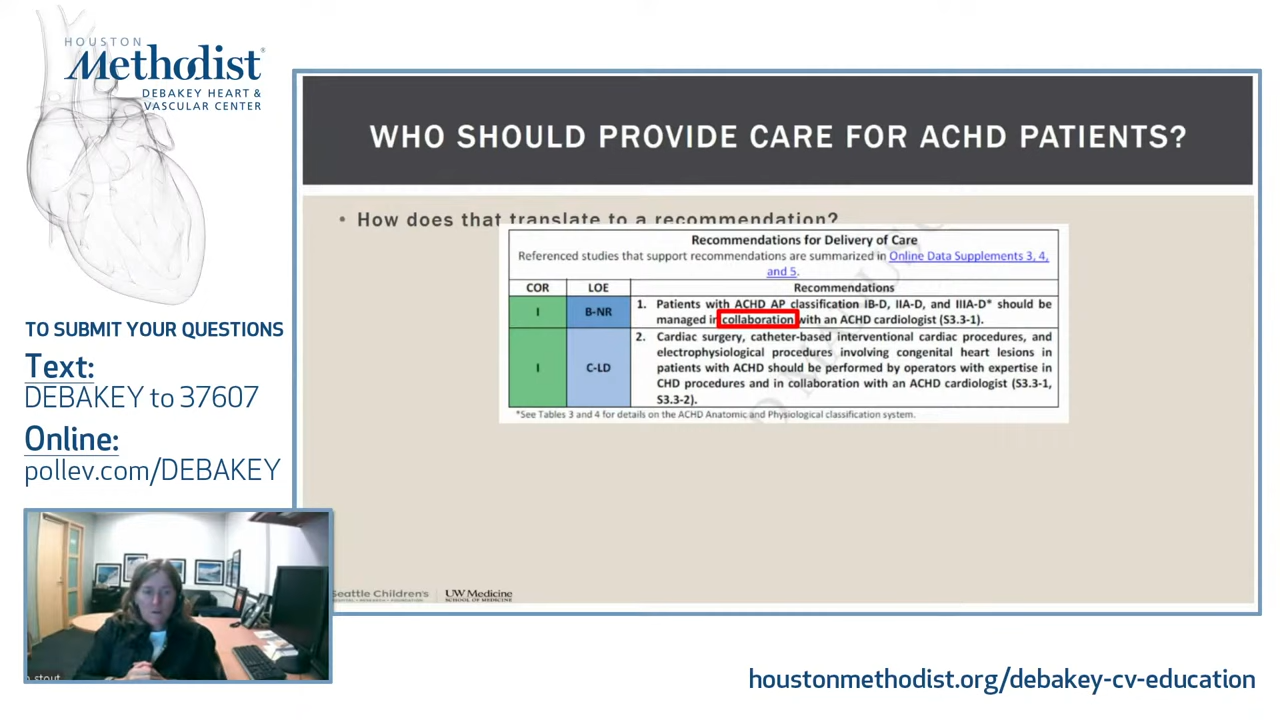 HOUSTON
Methodist®
DEBAKEY HEART &
VASCULAR CENTER
TO SUBMIT YOUR QUESTIONS
Text:
DEBAKEY to 37607
Online:
pollev.com/DEBAKEY
WHO SHOULD PROVIDE CARE FOR ACHD PATIENTS?
• How does that translate to a recommendation?
Recommendations for Delivery of Care
Referenced studies that support recommendations are summarized in Online Data Supplements 3, 4,
and 5.
COR LOE Recommendations
I B-NR 1. Patients with ACHD AP classification IB-D, IIA-D, and IIIA-D* should be
managed in collaboration with an ACHD cardiologist (S3.3-1).
2. Cardiac surgery, catheter-based interventional cardiac procedures, and
electrophysiological procedures involving congenital heart lesions in
I C-LD patients with ACHD should be performed by operators with expertise in
CHD procedures and in collaboration with an ACHD cardiologist (S3.3-1,
S3.3-2).
*See Tables 3 and 4 for details on the ACHD Anatomic and Physiological classification system.
Seattle Children's
UW Medicine
SCHOOL OF MEDICINE
stout
houstonmethodist.org/debakey-cv-education